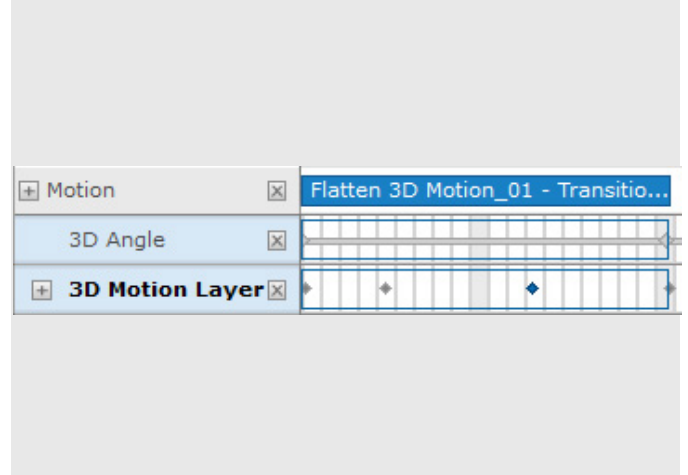 Motion
Flatten 3D Motion_01 - Transitio...
3D Angle
3D Motion Layer